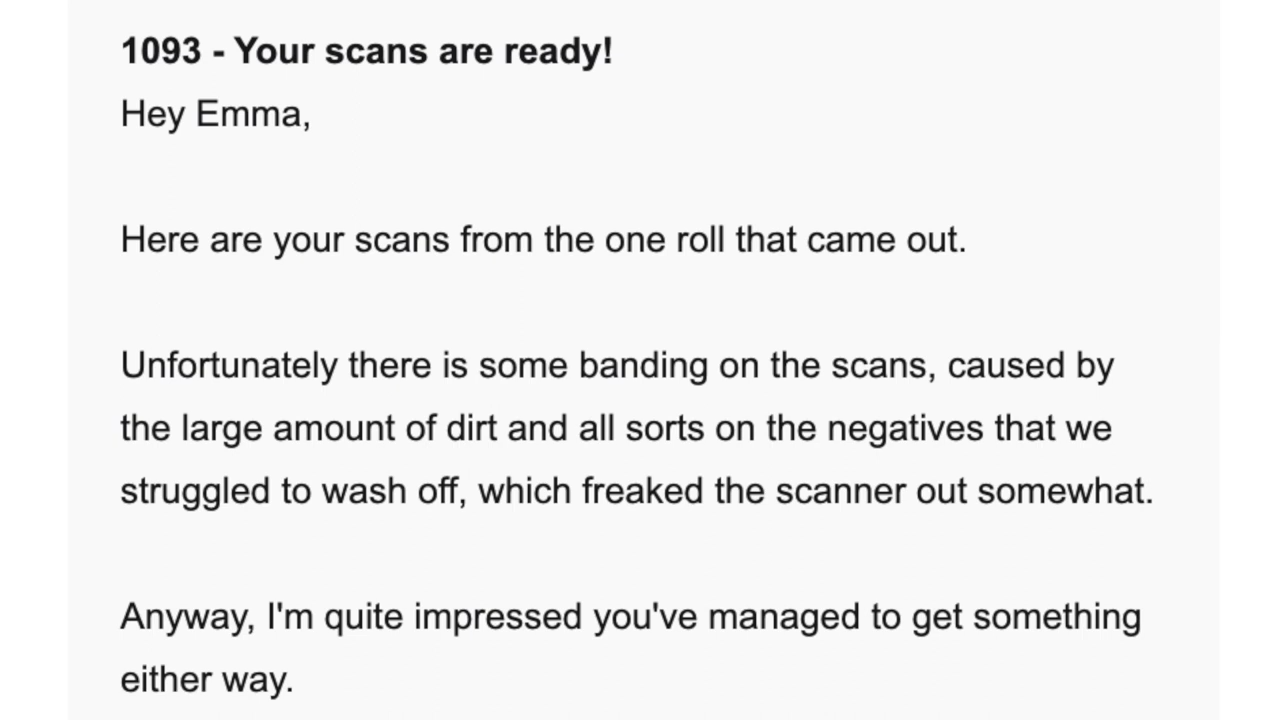 1093 - Your scans are ready!
Hey Emma,
Here are your scans from the one roll that came out.
Unfortunately there is some banding on the scans, caused by
the large amount of dirt and all sorts on the negatives that we
struggled to wash off, which freaked the scanner out somewhat.
Anyway, I'm quite impressed you've managed to get something
either way.